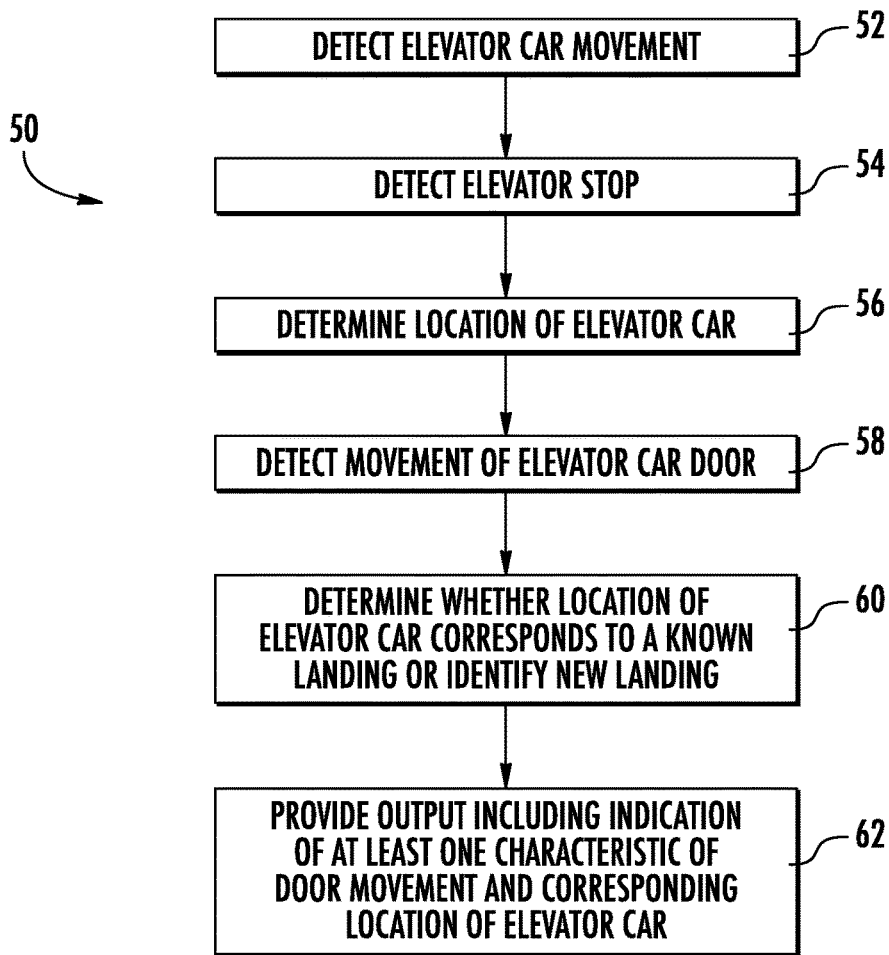 DETECT ELEVATOR CAR MOVEMENT
52
50
DETECT ELEVATOR STOP
54
DETERMINE LOCATION OF ELEVATOR CAR
56
DETECT MOVEMENT OF ELEVATOR CAR DOOR
58
DETERMINE WHETHER LOCATION OF
ELEVATOR CAR CORRESPONDS TO A KNOWN
LANDING OR IDENTIFY NEW LANDING
60
PROVIDE OUTPUT INCLUDING INDICATION
OF AT LEAST ONE CHARACTERISTIC OF
DOOR MOVEMENT AND CORRESPONDING
LOCATION OF ELEVATOR CAR
62